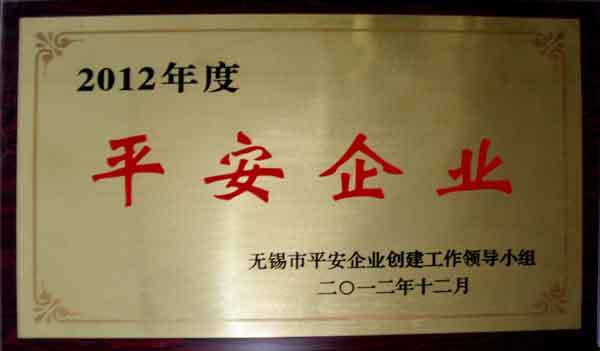 2012年度
平安企业
无锡市平安企业创建工作领导小组
二〇一二年十二月